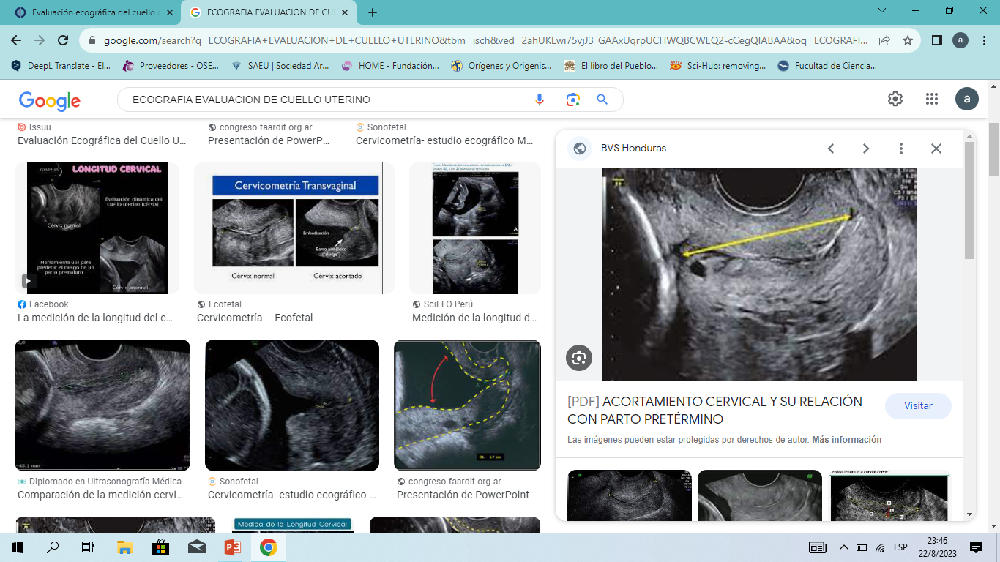 Evaluación ecográfica del cuello
ECOGRAFIA EVALUACION DE CU
google.com/search?q=ECOGRAFIA+EVALUACION+DE+CUELLO+UTERINO&tbm=isch&ved=2ahUKEwi75vjJ3_GAAxUqrpUCHWQBCWEQ2-cCegQIABAA&oq=ECOGRAFI...
a
DeepL Translate - El...
Proveedores - OSE...
SAEU | Sociedad Ar...
HOME - Fundación...
Orígenes y Origenis...
El libro del Pueblo...
Sci-Hub: removing...
Fucultad de Ciencia...
Google
ECOGRAFIA EVALUACION DE CUELLO UTERINO
a
Issuu
Evaluación Ecográfica del Cuello U...
congreso.faardit.org.ar
Presentación de PowerP...
Sonofetal
Cervicometría- estudio ecográfico M...
GYNEPLUS
LONGITUD CERVICAL
Evaluación dinámica del
cuello uterino (cérvix)
Cérvix normal
Herramienta útil para
predecir el riesgo de un
parto prematuro
Cérvix anormal
Facebook
La medición de la longitud del c...
Cervicometría Transvaginal
Embudización
Barro amniótico
("sludge")
Cérvix normal
Cérvix acortado
Ecofetal
Cervicometría – Ecofetal
A
SciELO Perú
Medición de la longitud d...
45.1 mm
Diplomado en Ultrasonografía Médica
Comparación de la medición cervi...
Sonofetal
Cervicometría- estudio ecográfico ...
congreso.faardit.org.ar
Presentación de PowerPoint
Medida de la Longitud Cervical
BVS Honduras
[PDF] ACORTAMIENTO CERVICAL Y SU RELACIÓN
CON PARTO PRETÉRMINO
Visitar
Las imágenes pueden estar protegidas por derechos de autor. Más información
ESP
23:46
22/8/2023